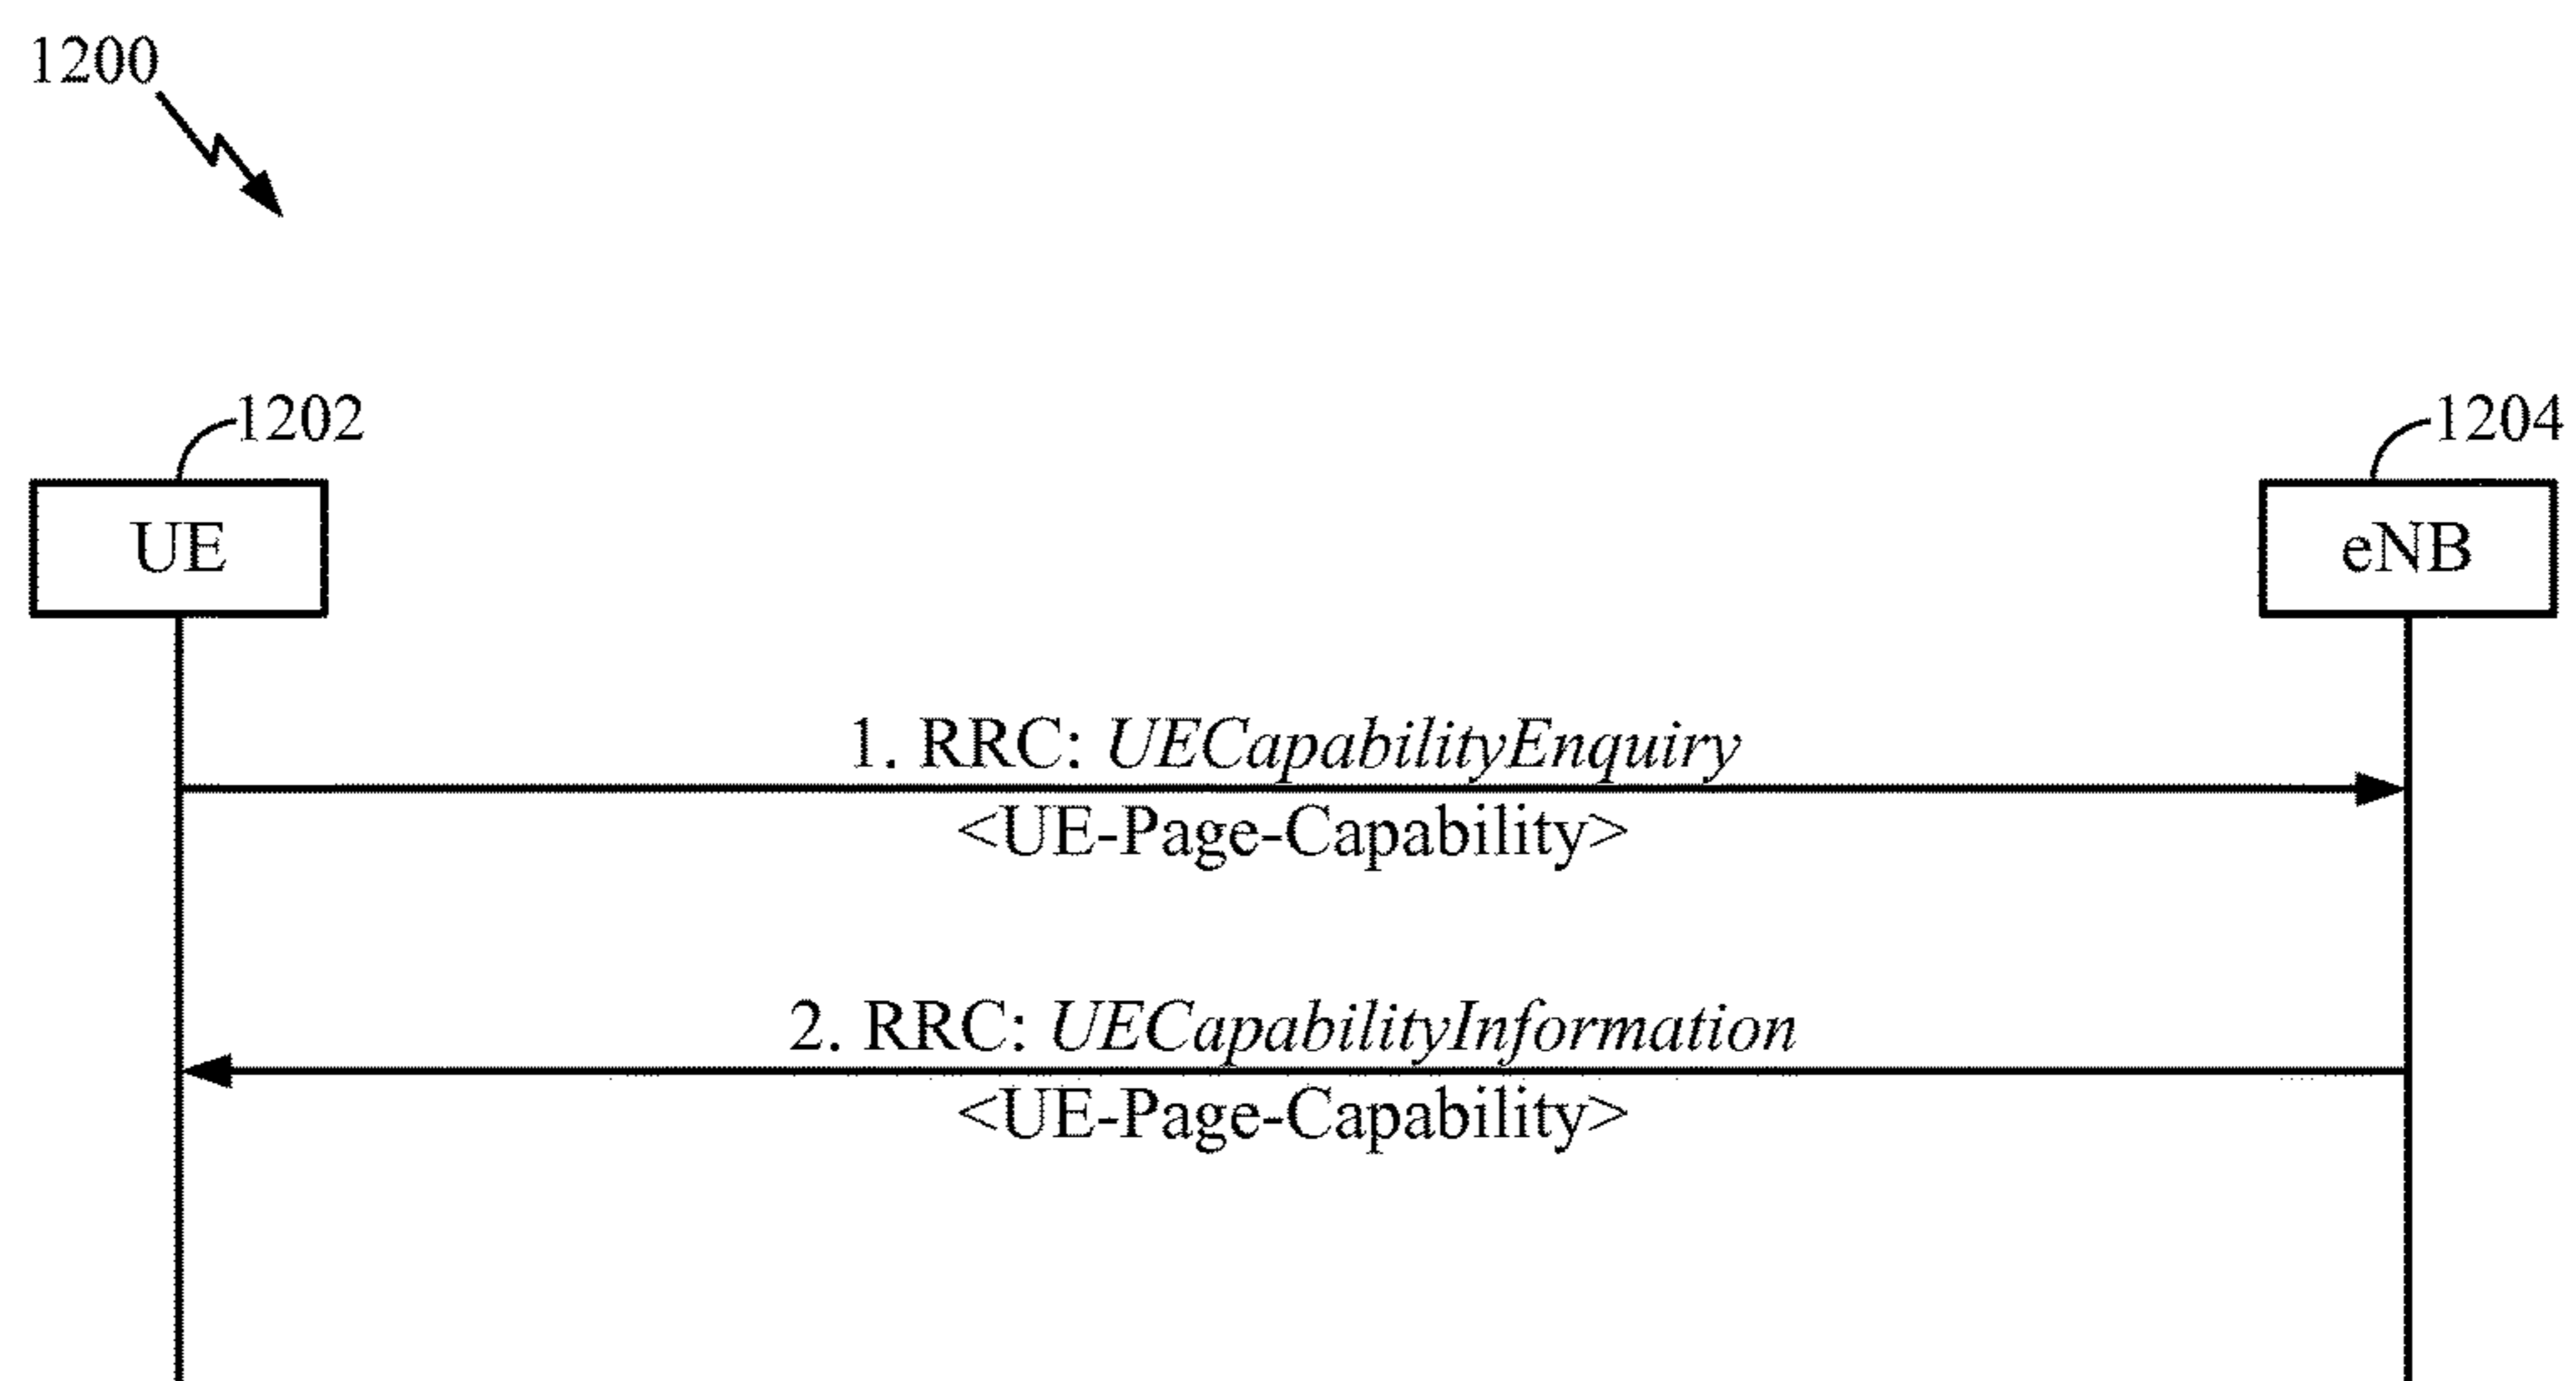 1200
1202
1204
UE
eNB
1. RRC: UECapabilityEnquiry
<UE-Page-Capability>
2. RRC: UECapabilityInformation
<UE-Page-Capability>